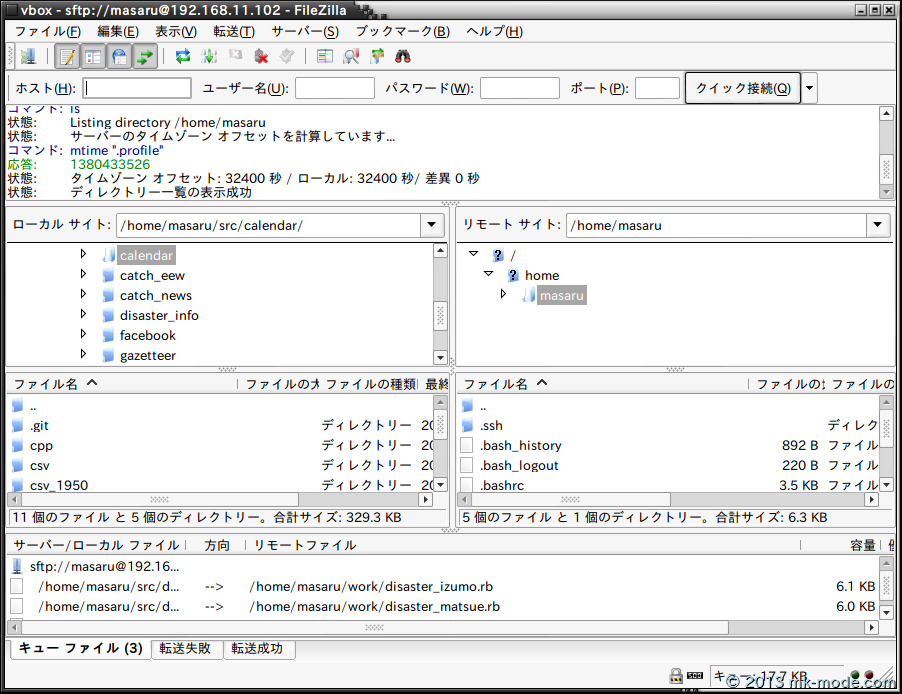 vbox - sftp://masaru@192.168.11.102 - FileZilla
ファイル(F) 編集(E) 表示(V) 転送(T) サーバー(S) ブックマーク(B) ヘルプ(H)
ホスト(H): ユーザー名(U): パスワード(W): ポート(P): クイック接続(Q)
コマンド: ls
状態: Listing directory /home/masaru
状態: サーバーのタイムゾーン オフセットを計算しています...
コマンド: mtime ".profile"
応答: 1380433526
状態: タイムゾーン オフセット: 32400 秒 / ローカル: 32400 秒/ 差異 0 秒
状態: ディレクトリー一覧の表示成功
ローカル サイト: /home/masaru/src/calendar/
calendar
catch_eew
catch_news
disaster_info
facebook
gazetteer
リモート サイト: /home/masaru
/
home
masaru
ファイル名 ファイルの大 ファイルの種類 最終
..
.git ディレクトリー 20
cpp ディレクトリー 20
csv ディレクトリー 20
csv_1950 ディレクトリー 20
11 個のファイル と 5 個のディレクトリー。合計サイズ: 329.3 KB
ファイル名 ファイルの ファイルの
..
.ssh ディレク
.bash_history 892 B ファイル
.bash_logout 220 B ファイル
.bashrc 3.5 KB ファイル
5 個のファイル と 1 個のディレクトリー。合計サイズ: 6.3 KB
サーバー/ローカル ファイル 方向 リモートファイル 容量
sftp://masaru@192.16...
/home/masaru/src/d... --> /home/masaru/work/disaster_izumo.rb 6.1 KB
/home/masaru/src/d... --> /home/masaru/work/disaster_matsue.rb 6.0 KB
キュー ファイル (3) 転送失敗 転送成功
キュー: 17.7 KB
© 2013 mk-mode.com